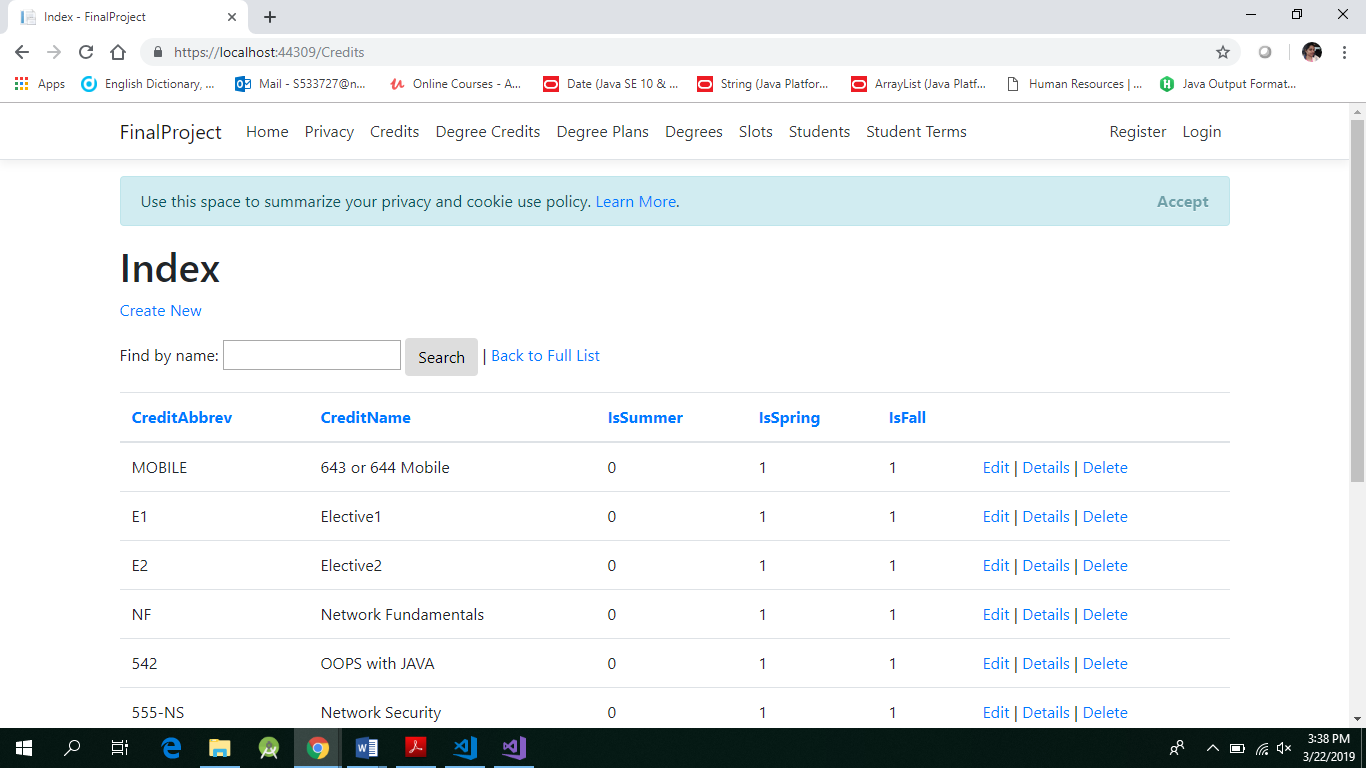 Index - FinalProject
https://localhost:44309/Credits
Apps English Dictionary, ... Mail - S533727@n... Online Courses - A... Date (Java SE 10 & ... String (Java Platfor... ArrayList (Java Platf... Human Resources | ... Java Output Format...
FinalProject Home Privacy Credits Degree Credits Degree Plans Degrees Slots Students Student Terms Register Login
Use this space to summarize your privacy and cookie use policy. Learn More. Accept
Index
Create New
Find by name: Search | Back to Full List
CreditAbbrev CreditName IsSummer IsSpring IsFall
MOBILE 643 or 644 Mobile 0 1 1 Edit | Details | Delete
E1 Elective1 0 1 1 Edit | Details | Delete
E2 Elective2 0 1 1 Edit | Details | Delete
NF Network Fundamentals 0 1 1 Edit | Details | Delete
542 OOPS with JAVA 0 1 1 Edit | Details | Delete
555-NS Network Security 0 1 1 Edit | Details | Delete
3:38 PM
3/22/2019